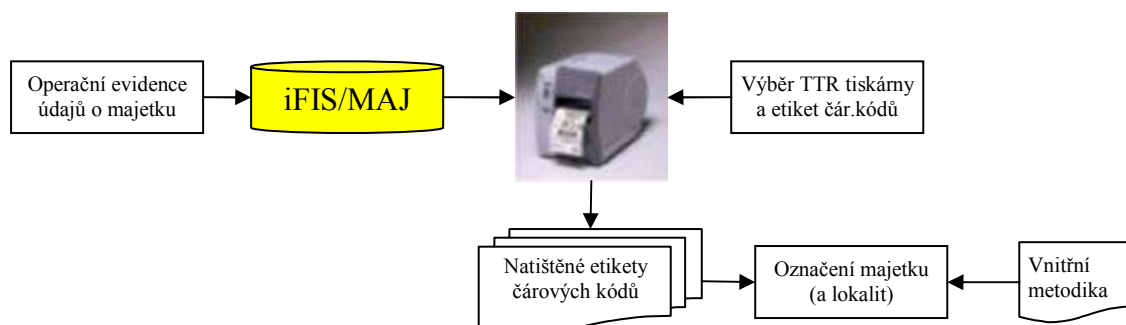 Operační evidence
údajů o majetku
iFIS/MAJ
Výběr TTR tiskárny
a etiket čár.kódů
Natištěné etikety
čárových kódů
Označení majetku
(a lokalit)
Vnitřní
metodika